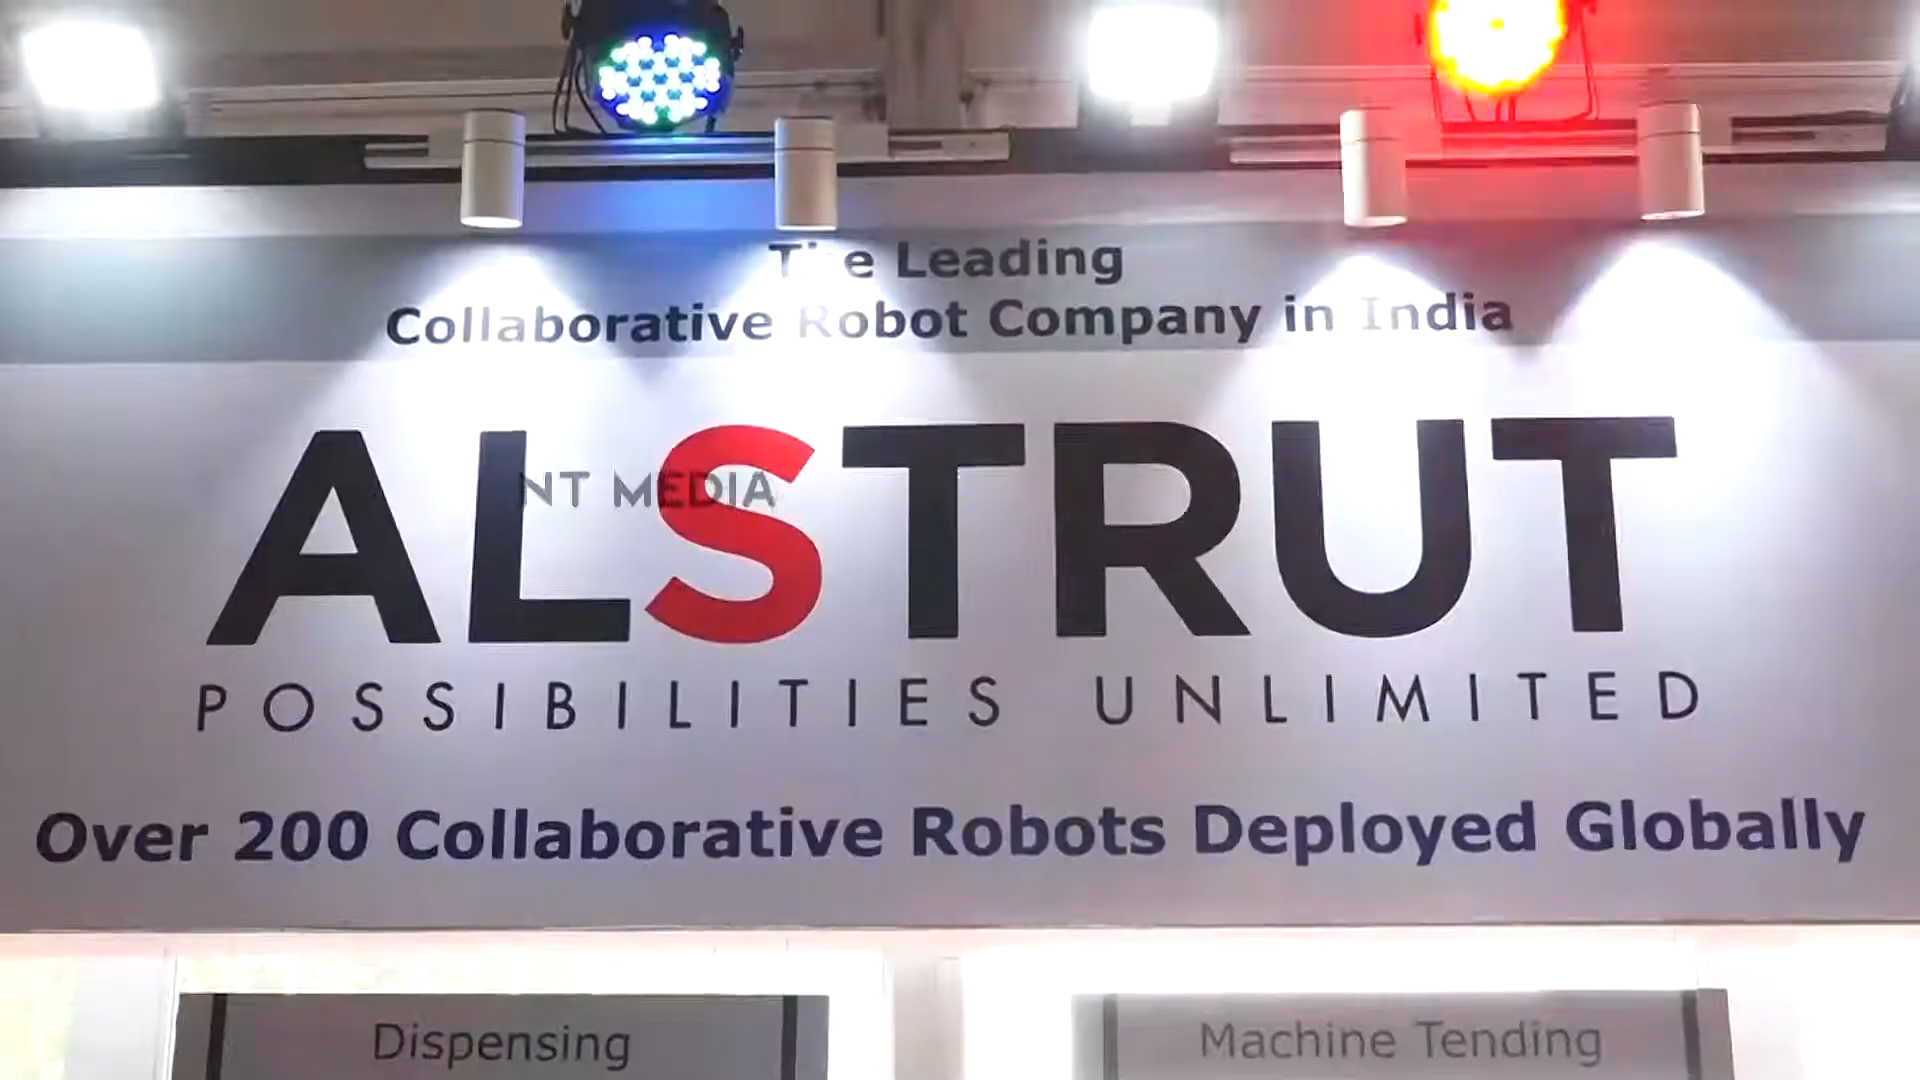 The Leading
Collaborative Robot Company in India
ALSTRUT
NT MEDIA
POSSIBILITIES UNLIMITED
Over 200 Collaborative Robots Deployed Globally
Dispensing
Machine Tending